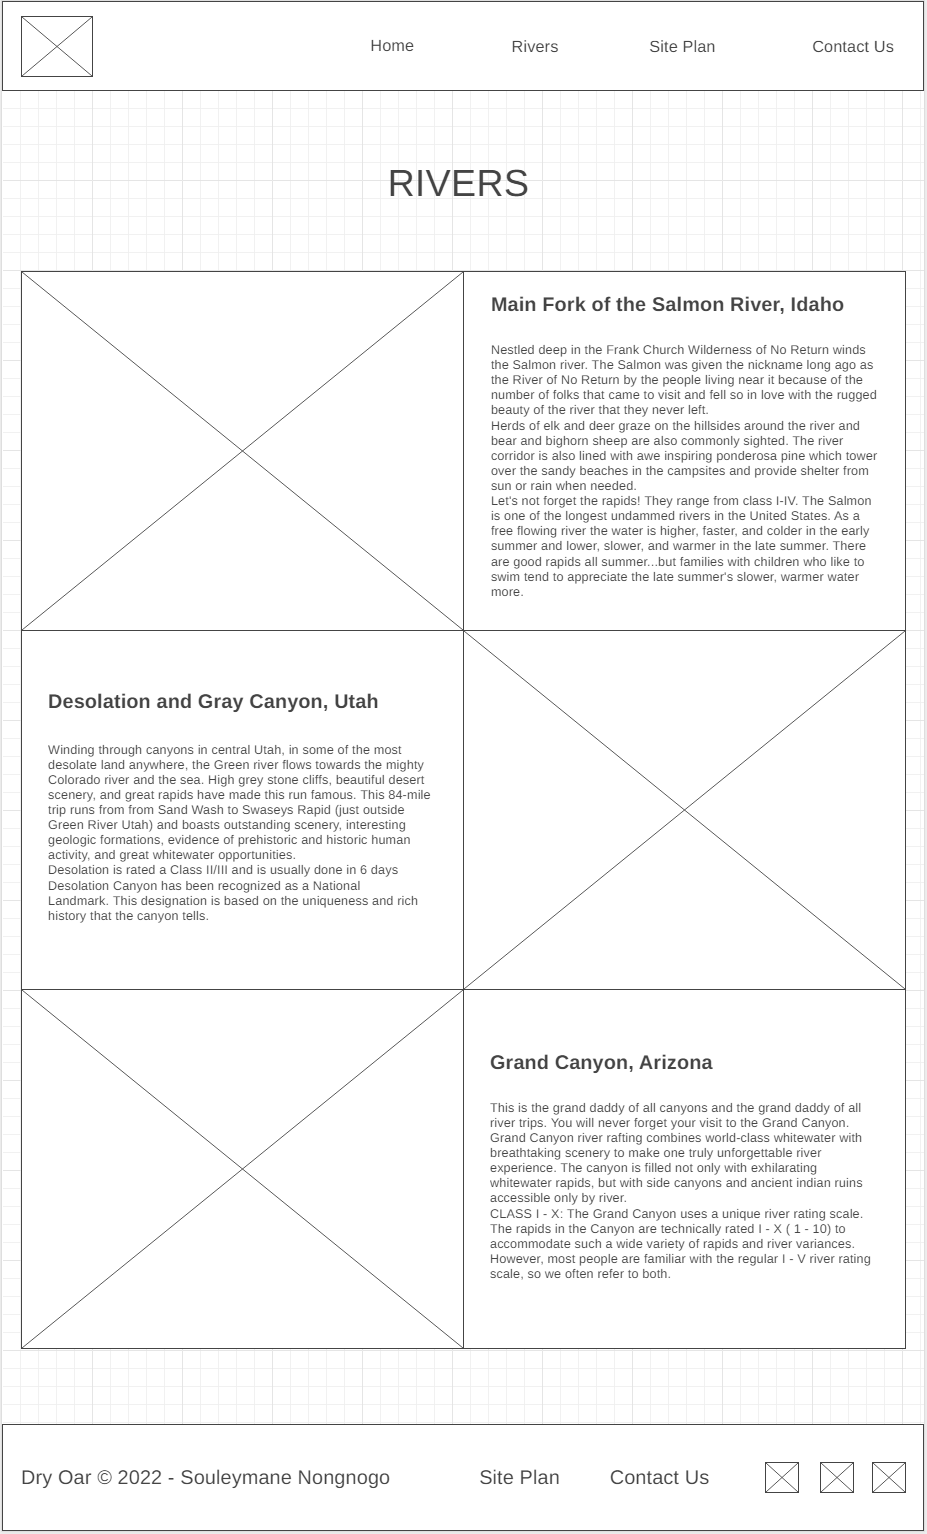 Home
Rivers
Site Plan
Contact Us
RIVERS
Main Fork of the Salmon River, Idaho
Nestled deep in the Frank Church Wilderness of No Return winds
the Salmon river. The Salmon was given the nickname long ago as
the River of No Return by the people living near it because of the
number of folks that came to visit and fell so in love with the rugged
beauty of the river that they never left.
Herds of elk and deer graze on the hillsides around the river and
bear and bighorn sheep are also commonly sighted. The river
corridor is also lined with awe inspiring ponderosa pine which tower
over the sandy beaches in the campsites and provide shelter from
sun or rain when needed.
Let's not forget the rapids! They range from class I-IV. The Salmon
is one of the longest undammed rivers in the United States. As a
free flowing river the water is higher, faster, and colder in the early
summer and lower, slower, and warmer in the late summer. There
are good rapids all summer...but families with children who like to
swim tend to appreciate the late summer's slower, warmer water
more.
Desolation and Gray Canyon, Utah
Winding through canyons in central Utah, in some of the most
desolate land anywhere, the Green river flows towards the mighty
Colorado river and the sea. High grey stone cliffs, beautiful desert
scenery, and great rapids have made this run famous. This 84-mile
trip runs from from Sand Wash to Swaseys Rapid (just outside
Green River Utah) and boasts outstanding scenery, interesting
geologic formations, evidence of prehistoric and historic human
activity, and great whitewater opportunities.
Desolation is rated a Class II/III and is usually done in 6 days
Desolation Canyon has been recognized as a National
Landmark. This designation is based on the uniqueness and rich
history that the canyon tells.
Grand Canyon, Arizona
This is the grand daddy of all canyons and the grand daddy of all
river trips. You will never forget your visit to the Grand Canyon.
Grand Canyon river rafting combines world-class whitewater with
breathtaking scenery to make one truly unforgettable river
experience. The canyon is filled not only with exhilarating
whitewater rapids, but with side canyons and ancient indian ruins
accessible only by river.
CLASS I - X: The Grand Canyon uses a unique river rating scale.
The rapids in the Canyon are technically rated I - X ( 1 - 10) to
accommodate such a wide variety of rapids and river variances.
However, most people are familiar with the regular I - V river rating
scale, so we often refer to both.
Dry Oar © 2022 - Souleymane Nongnogo
Site Plan
Contact Us